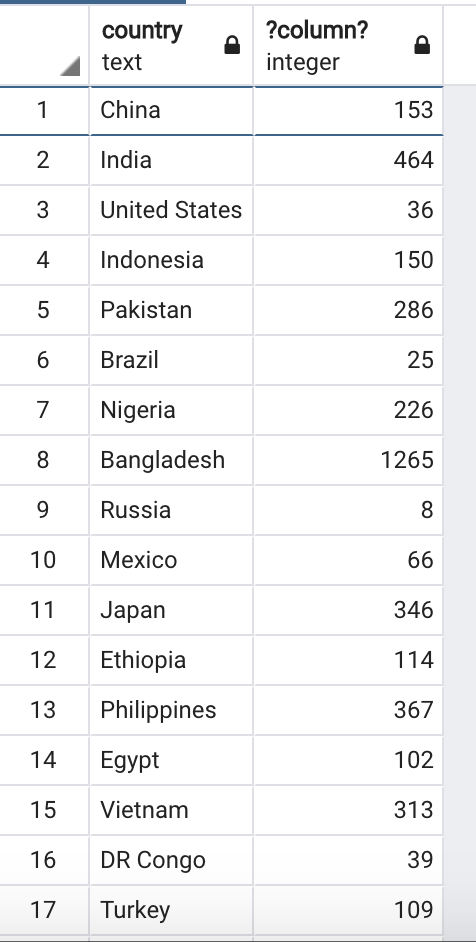 country ?column?
text integer
1 China 153
2 India 464
3 United States 36
4 Indonesia 150
5 Pakistan 286
6 Brazil 25
7 Nigeria 226
8 Bangladesh 1265
9 Russia 8
10 Mexico 66
11 Japan 346
12 Ethiopia 114
13 Philippines 367
14 Egypt 102
15 Vietnam 313
16 DR Congo 39
17 Turkey 109